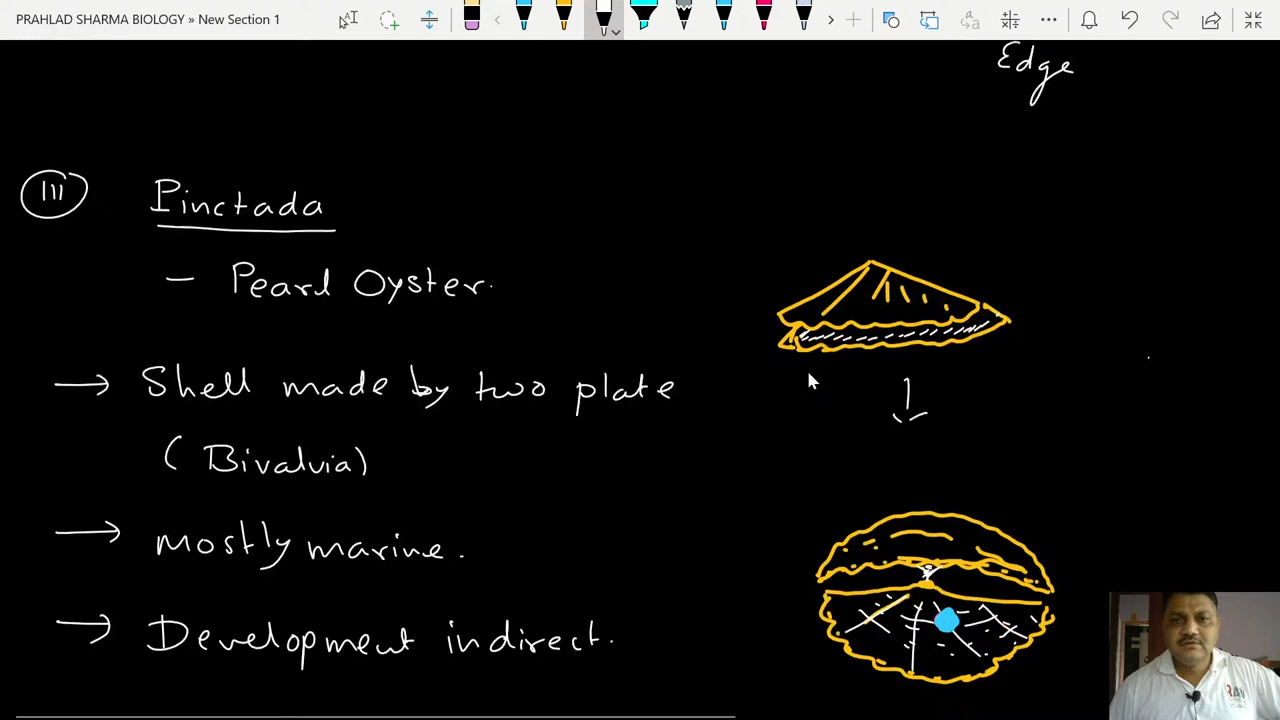 PRAHLAD SHARMA BIOLOGY » New Section 1
Edge
III Pinctada
- Pearl Oyster.
→ Shell made by two plate
(Bivalvia)
→ mostly marine.
→ Development indirect.